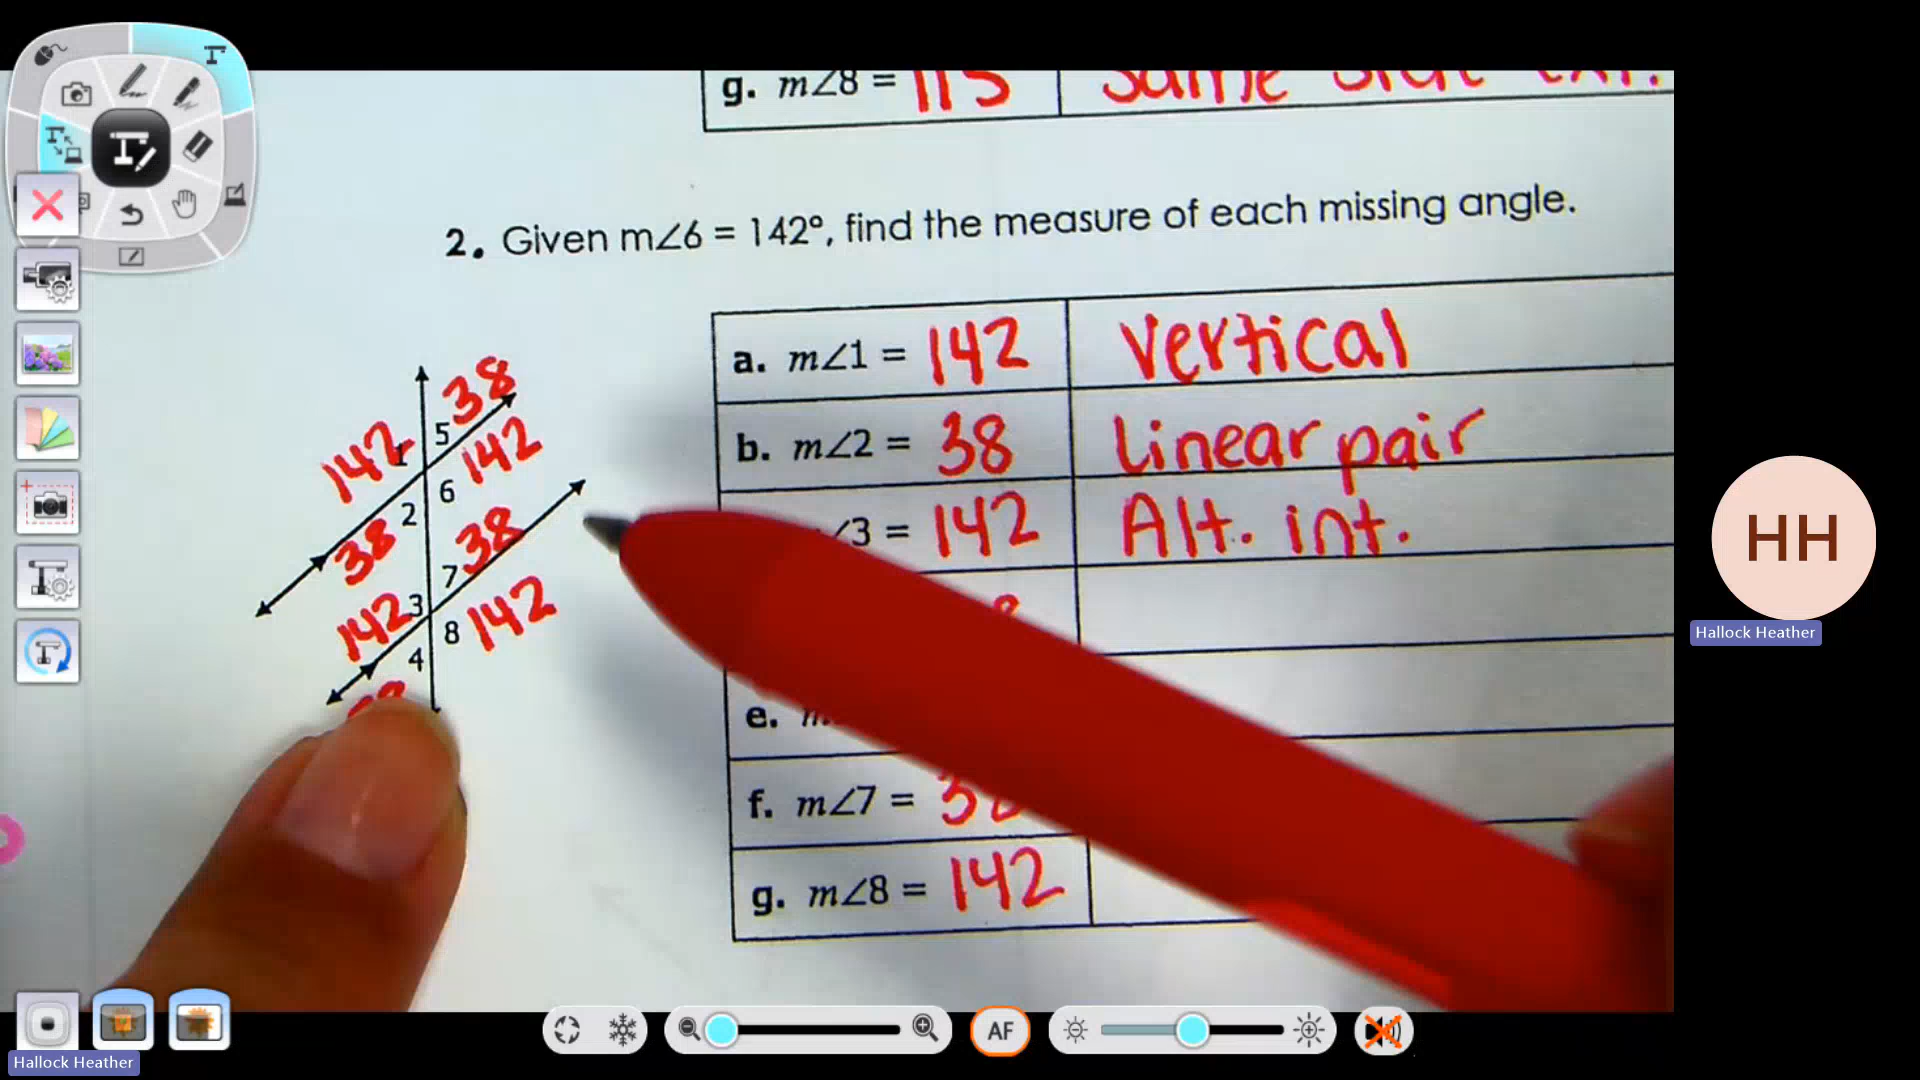 g. m∠8 = 115
2. Given m∠6 = 142°, find the measure of each missing angle.
a. m∠1 = 142 Vertical
b. m∠2 = 38 Linear pair
∠3 = 142 Alt. int.
e. m
f. m∠7 = 38
g. m∠8 = 142
38
142 1 5
142
6
2
38
38
7
142 3
8 142
4
AF
HH
Hallock Heather
Hallock Heather